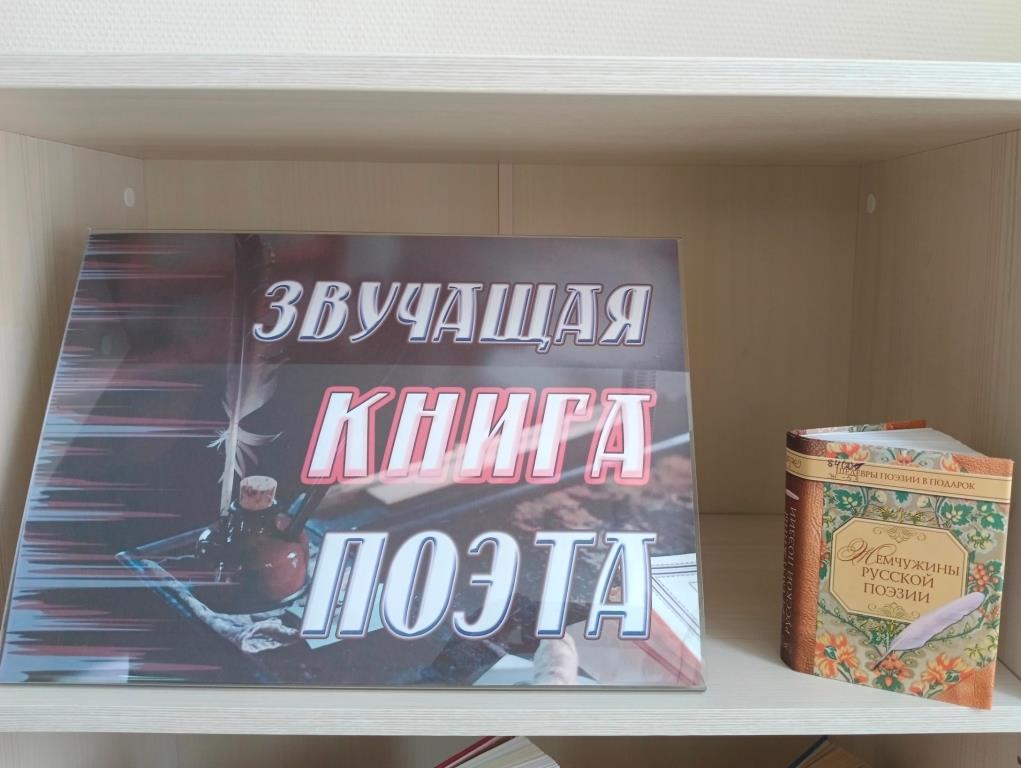 ЗВУЧАЩАЯ
КНИГА
ПОЭТА
ШЕДЕВРЫ ПОЭЗИИ В ПОДАРОК
ЖЕМЧУЖИНЫ
РУССКОЙ
ПОЭЗИИ
РУССКОЙ ПОЭЗИИ